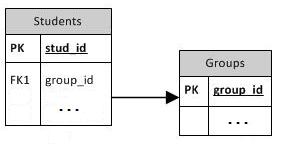 Students
PK stud_id
FK1 group_id
...
Groups
PK group_id
...